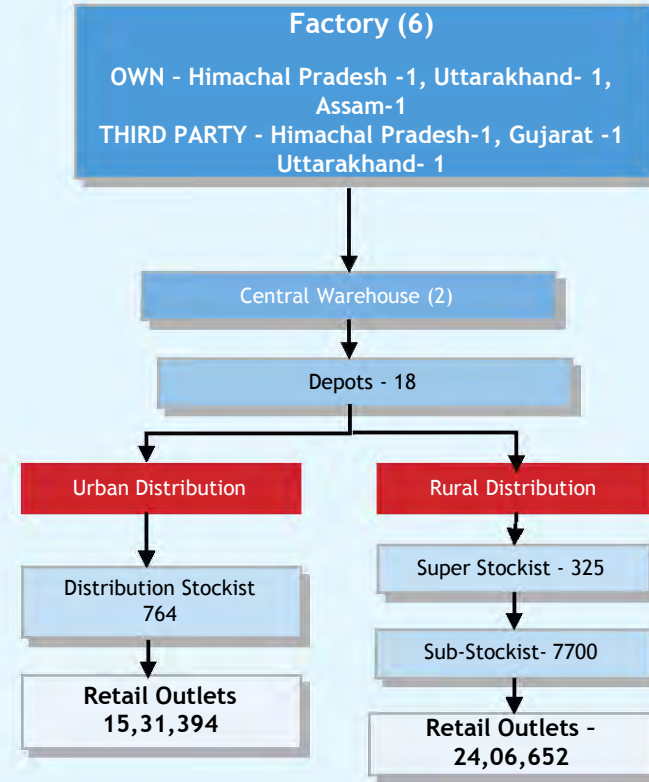 Factory (6)
OWN – Himachal Pradesh -1, Uttarakhand- 1,
Assam-1
THIRD PARTY - Himachal Pradesh-1, Gujarat -1
Uttarakhand- 1
Central Warehouse (2)
Depots - 18
Urban Distribution
Distribution Stockist
764
Retail Outlets
15,31,394
Rural Distribution
Super Stockist - 325
Sub-Stockist- 7700
Retail Outlets –
24,06,652